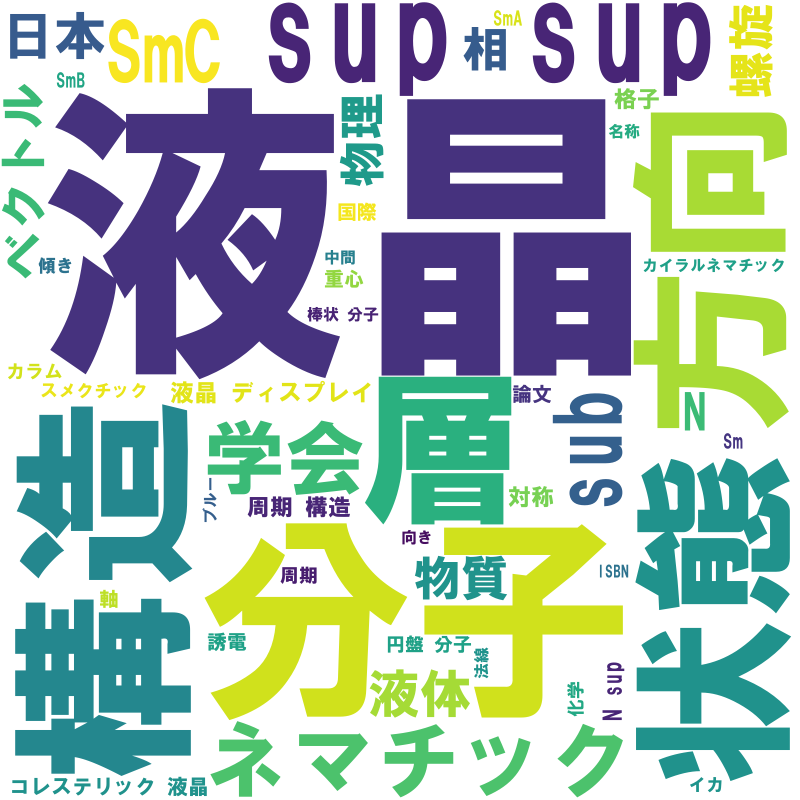 日本
SmC
sup
SmA
相
sup
螺旋
SmB
ベクトル
液晶
物理
格子
名称
方向
国際
傾き
中間
重心
棒状 分子
カイラルネマチック
カラム
スメクチック
液晶 ディスプレイ
層
論文
Sub
N
Sm
構造
学会
ブルー
周期 構造
対称
状態
向き
分子
物質
周期
ISBN
軸
誘電
円盤 分子
法線
液体
化学
N sup
ネマチック
コレステリック 液晶
イカ